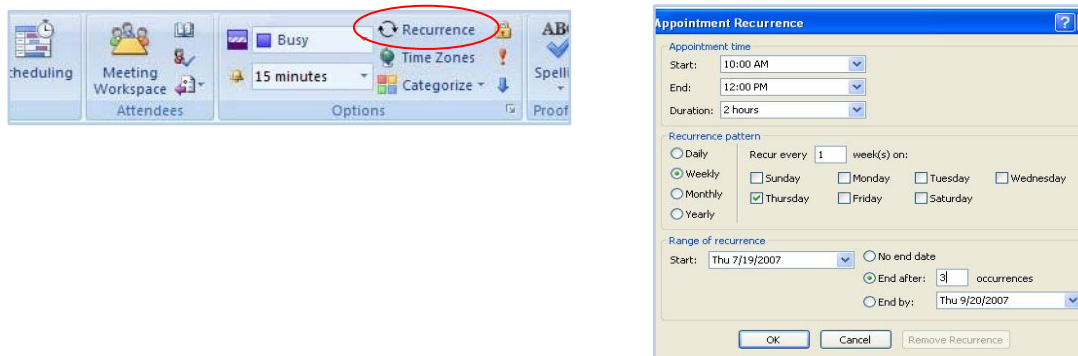 Recurrence
Busy
Time Zones
Meeting
Workspace
15 minutes
Categorize
Attendees
Options
Appointment Recurrence
?
Appointment time
Start: 10:00 AM
End: 12:00 PM
Duration: 2 hours
Recurrence pattern
Daily
Recur every 1 week(s) on:
Weekly
Sunday Monday Tuesday Wednesday
Monthly
Thursday Friday Saturday
Yearly
Range of recurrence
Start: Thu 7/19/2007
No end date
End after: 3 occurrences
End by: Thu 9/20/2007
OK Cancel Remove Recurrence